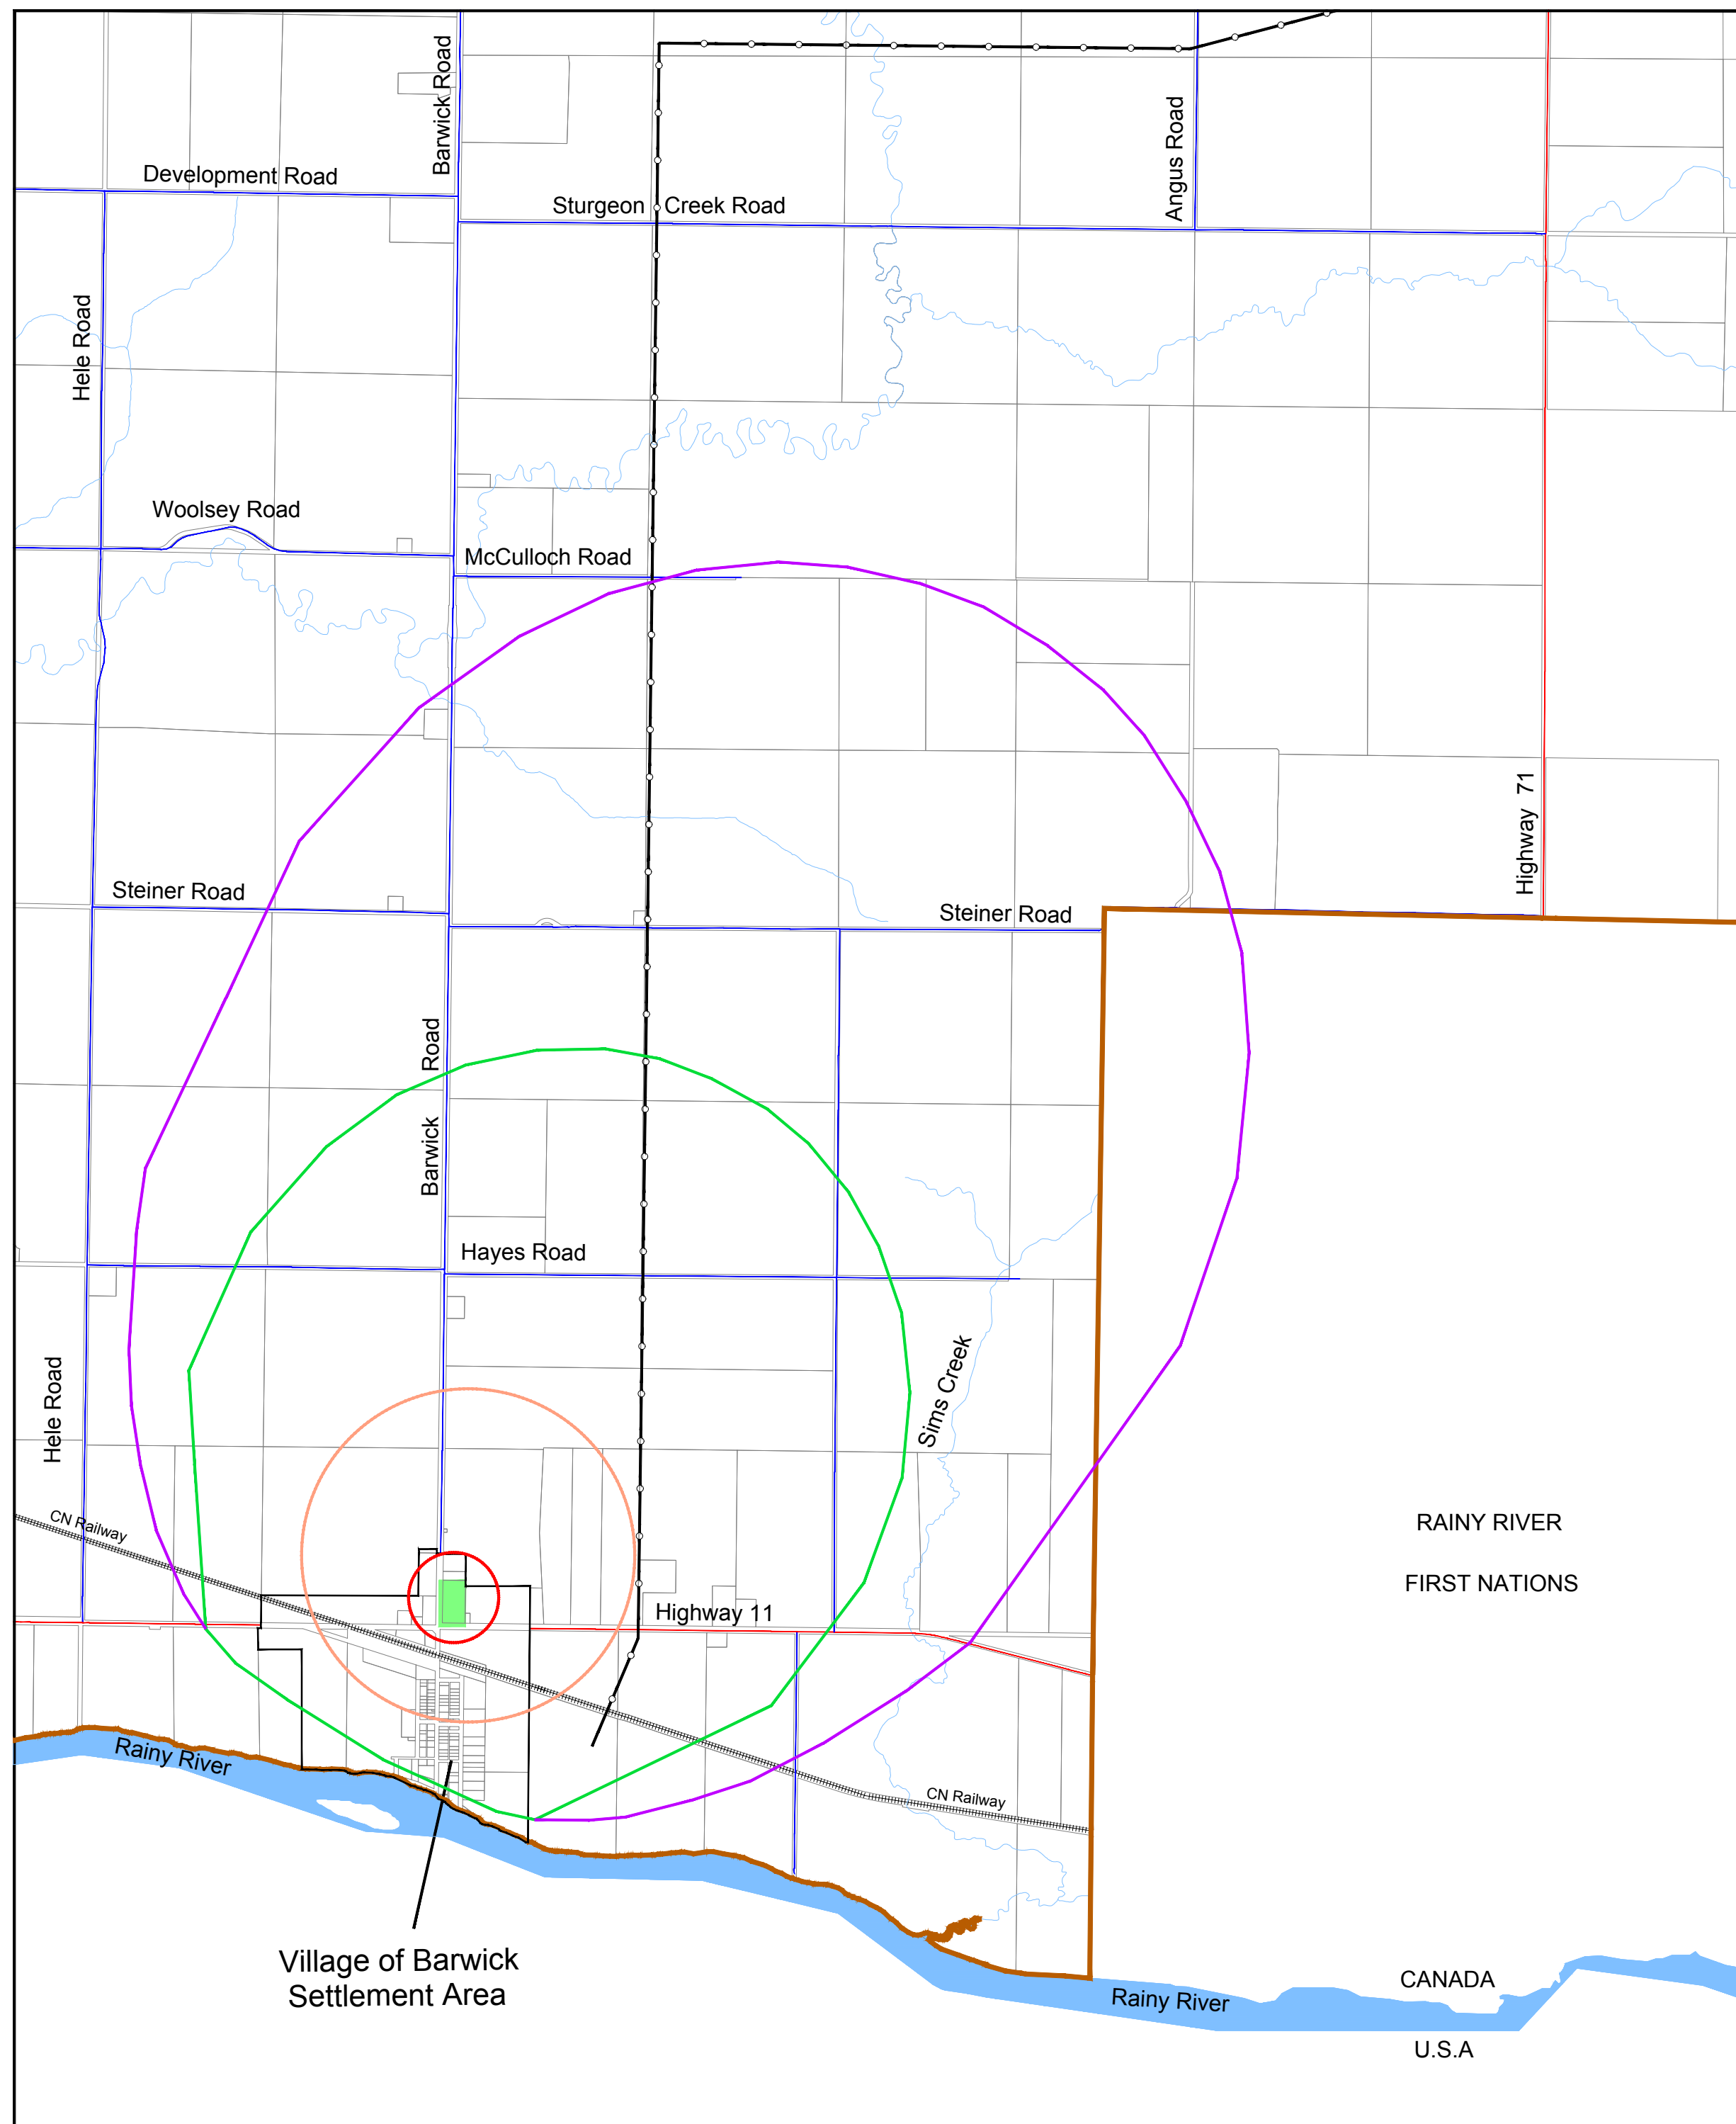 Barwick Road
Angus Road
Development Road
Sturgeon Creek Road
Hele Road
Woolsey Road
McCulloch Road
Highway 71
Steiner Road
Steiner Road
Barwick Road
Hayes Road
Sims Creek
Hele Road
CN Railway
RAINY RIVER
FIRST NATIONS
Highway 11
Rainy River
CN Railway
Village of Barwick
Settlement Area
CANADA
Rainy River
U.S.A